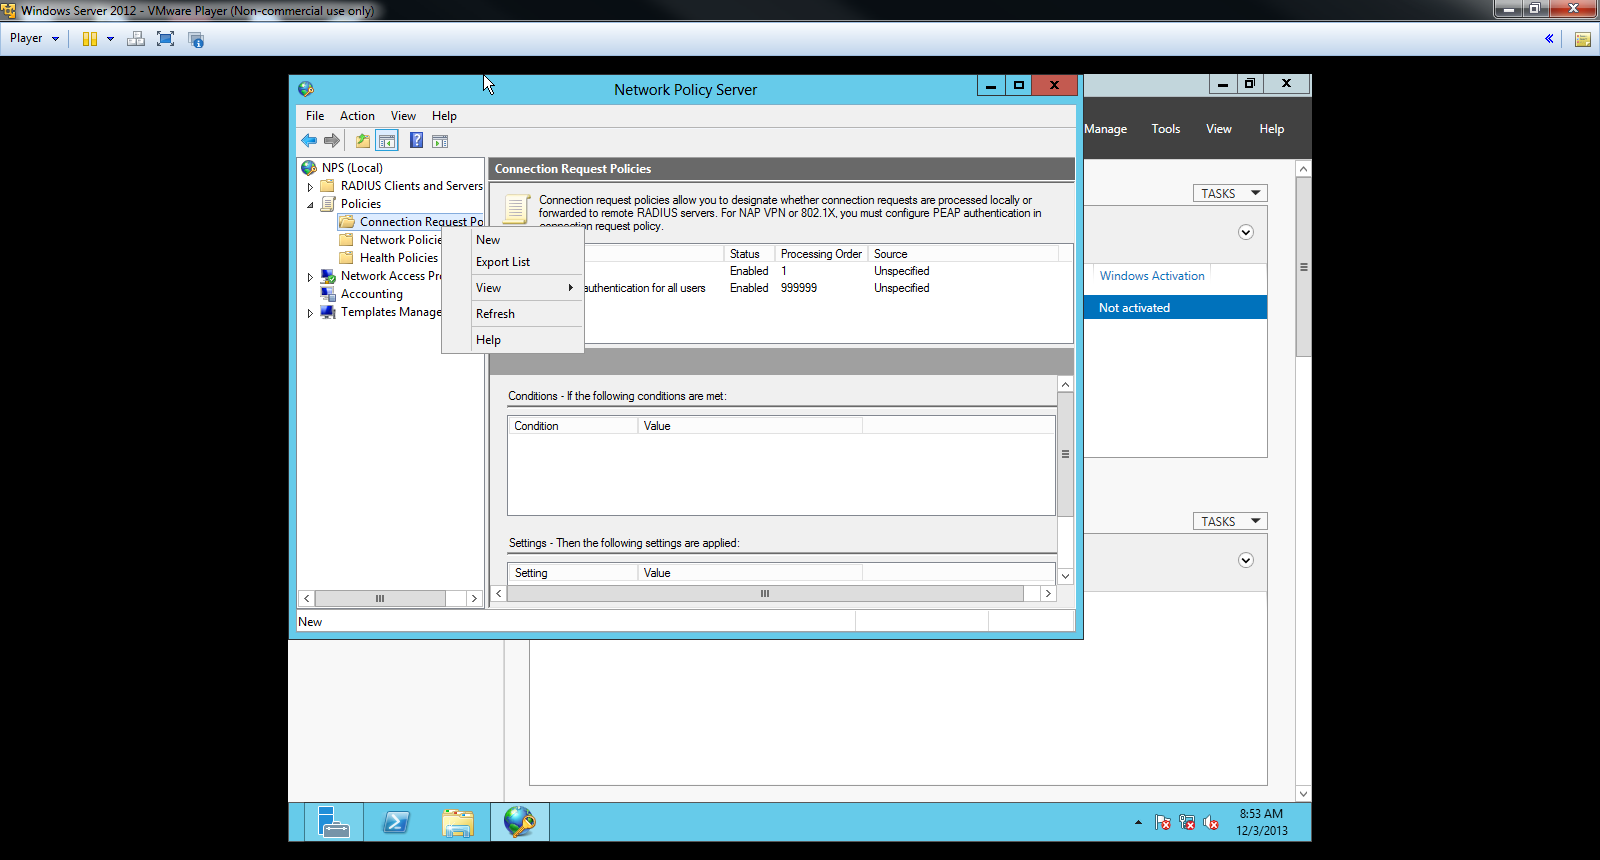 Windows Server 2012 - VMware Player (Non-commercial use only)
Player
Network Policy Server
File Action View Help
Manage Tools View Help
NPS (Local)
RADIUS Clients and Servers
Policies
Connection Request Po
Network Policie
Health Policies
Network Access Pro
Accounting
Templates Manage
New
Export List
View
Refresh
Help
Connection Request Policies
Connection request policies allow you to designate whether connection requests are processed locally or
forwarded to remote RADIUS servers. For NAP VPN or 802.1X, you must configure PEAP authentication in
connection request policy.
Status Processing Order Source
Enabled 1 Unspecified
uthentication for all users Enabled 999999 Unspecified
Conditions - If the following conditions are met:
Condition Value
Settings - Then the following settings are applied:
Setting Value
New
TASKS
Windows Activation
Not activated
TASKS
8:53 AM
12/3/2013